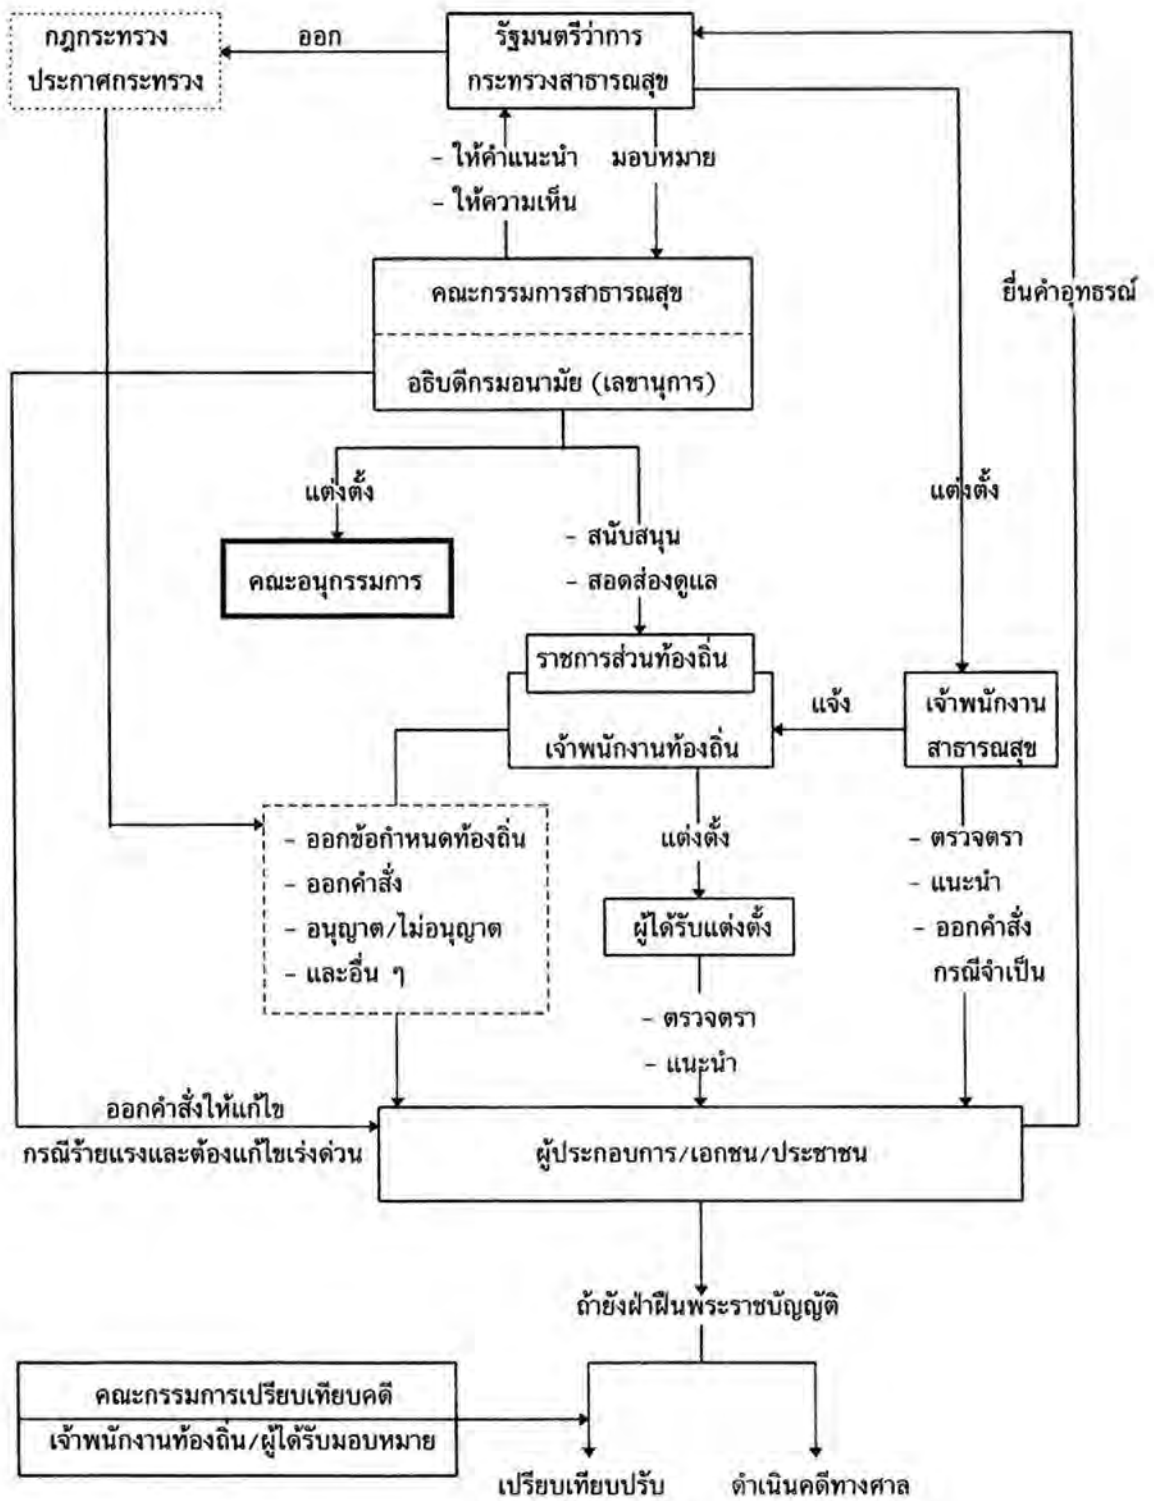 กฎกระทรวง
ประกาศกระทรวง
ออก
รัฐมนตรีว่าการ
กระทรวงสาธารณสุข
- ให้คำแนะนำ
- ให้ความเห็น
มอบหมาย
คณะกรรมการสาธารณสุข
อธิบดีกรมอนามัย (เลขานุการ)
ยื่นคำอุทธรณ์
แต่งตั้ง
คณะอนุกรรมการ
- สนับสนุน
- สอดส่องดูแล
แต่งตั้ง
ราชการส่วนท้องถิ่น
เจ้าพนักงานท้องถิ่น
แจ้ง
เจ้าพนักงาน
สาธารณสุข
- ออกข้อกำหนดท้องถิ่น
- ออกคำสั่ง
- อนุญาต/ไม่อนุญาต
- และอื่น ๆ
แต่งตั้ง
ผู้ได้รับแต่งตั้ง
- ตรวจตรา
- แนะนำ
- ตรวจตรา
- แนะนำ
- ออกคำสั่ง
กรณีจำเป็น
ออกคำสั่งให้แก้ไข
กรณีร้ายแรงและต้องแก้ไขเร่งด่วน
ผู้ประกอบการ/เอกชน/ประชาชน
ถ้ายังฝ่าฝืนพระราชบัญญัติ
คณะกรรมการเปรียบเทียบคดี
เจ้าพนักงานท้องถิ่น/ผู้ได้รับมอบหมาย
เปรียบเทียบปรับ
ดำเนินคดีทางศาล